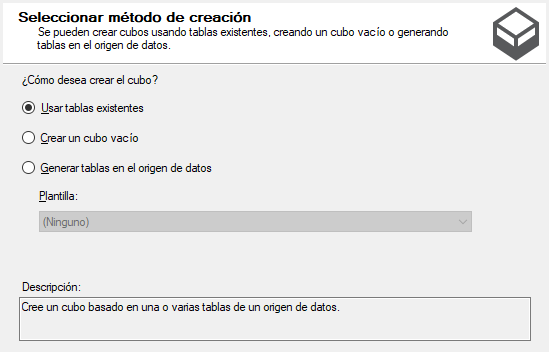 Seleccionar método de creación
Se pueden crear cubos usando tablas existentes, creando un cubo vacío o generando
tablas en el origen de datos.
¿Cómo desea crear el cubo?
Usar tablas existentes
Crear un cubo vacío
Generar tablas en el origen de datos
Plantilla:
(Ninguno)
Descripción:
Cree un cubo basado en una o varias tablas de un origen de datos.